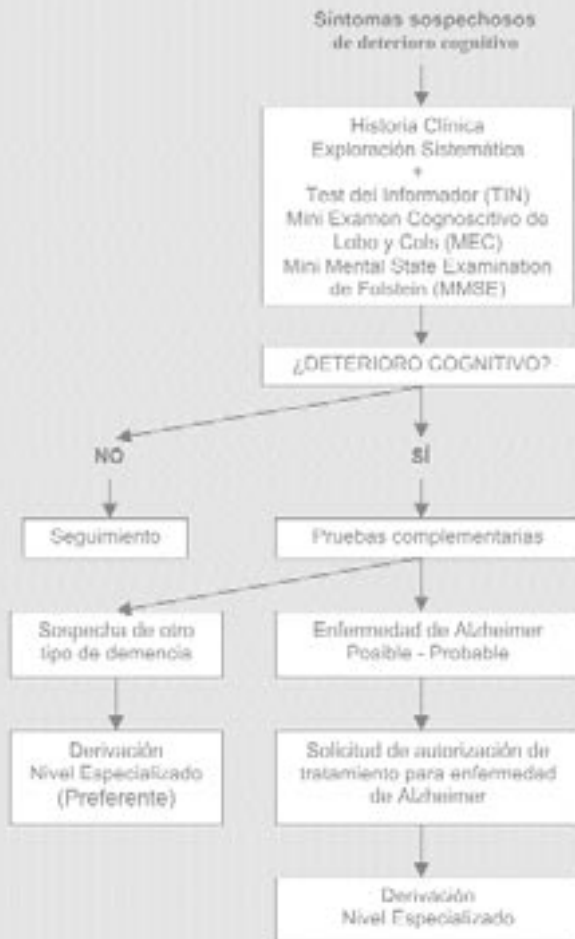 Síntomas sospechosos
de deterioro cognitivo
Historia Clínica
Exploración Sistemática
+
Test del Informador (TIN)
Mini Examen Cognoscitivo de
Lobo y Cols (MEC)
Mini Mental State Examination
de Folstein (MMSE)
¿DETERIORO COGNITIVO?
NO
SÍ
Seguimiento
Pruebas complementarias
Sospecha de otro
tipo de demencia
Enfermedad de Alzheimer
Posible - Probable
Derivación
Nivel Especializado
(Preferente)
Solicitud de autorización de
tratamiento para enfermedad
de Alzheimer
Derivación
Nivel Especializado